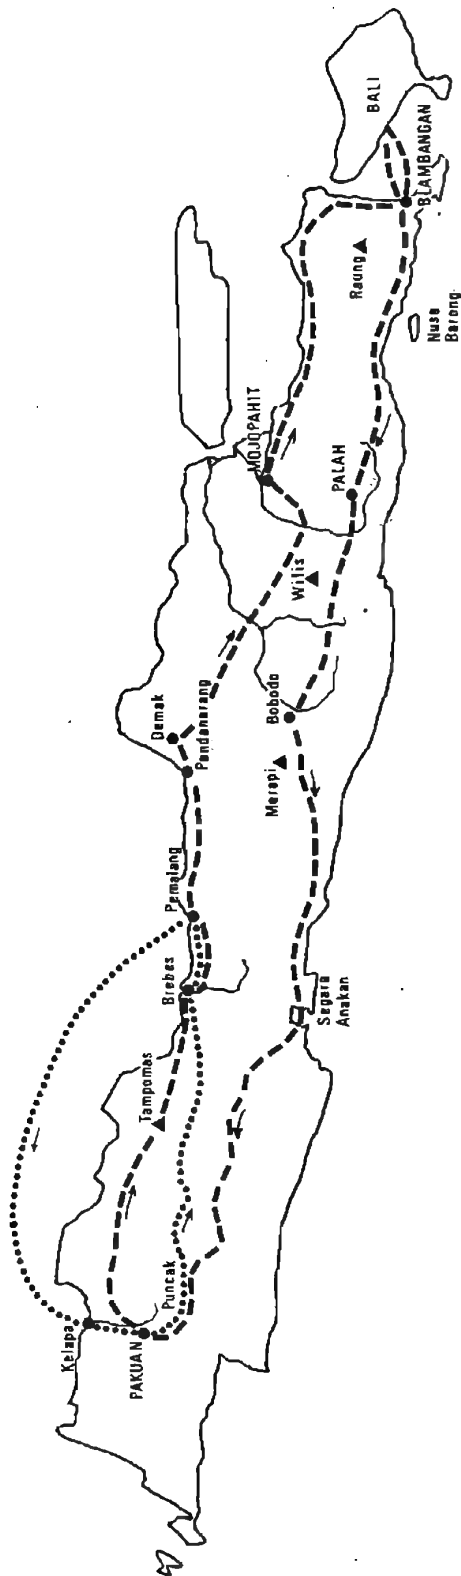 Kelapa
PAKUAN
Puncak
Tampomas
Brebes
Pemalang
Pandanarang
Demak
Segara
Anakan
Merapi
Bobodo
Wilis
PALAH
MOJOPAHIT
Raung
Nusa
Barong
BLAMBANGAN
BALI